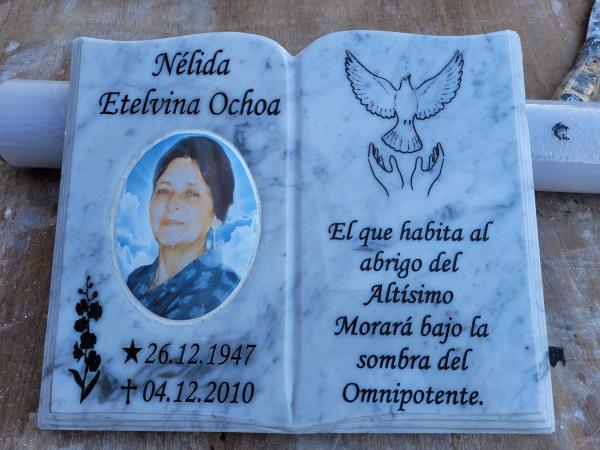 Nélida
Etelvina Ochoa
★26.12.1947
✝04.12.2010
El que habita al
abrigo del
Altísimo
Morará bajo la
sombra del
Omnipotente.